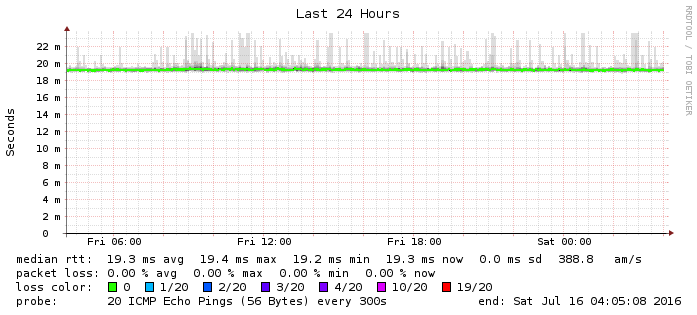 Last 24 Hours
RRDTOOL / TOBI OETIKER
Seconds
22 m
20 m
18 m
16 m
14 m
12 m
10 m
8 m
6 m
4 m
2 m
0
Fri 06:00 Fri 12:00 Fri 18:00 Sat 00:00
median rtt: 19.3 ms avg 19.4 ms max 19.2 ms min 19.3 ms now 0.0 ms sd 388.8 am/s
packet loss: 0.00 % avg 0.00 % max 0.00 % min 0.00 % now
loss color: 0 1/20 2/20 3/20 4/20 10/20 19/20
probe: 20 ICMP Echo Pings (56 Bytes) every 300s end: Sat Jul 16 04:05:08 2016